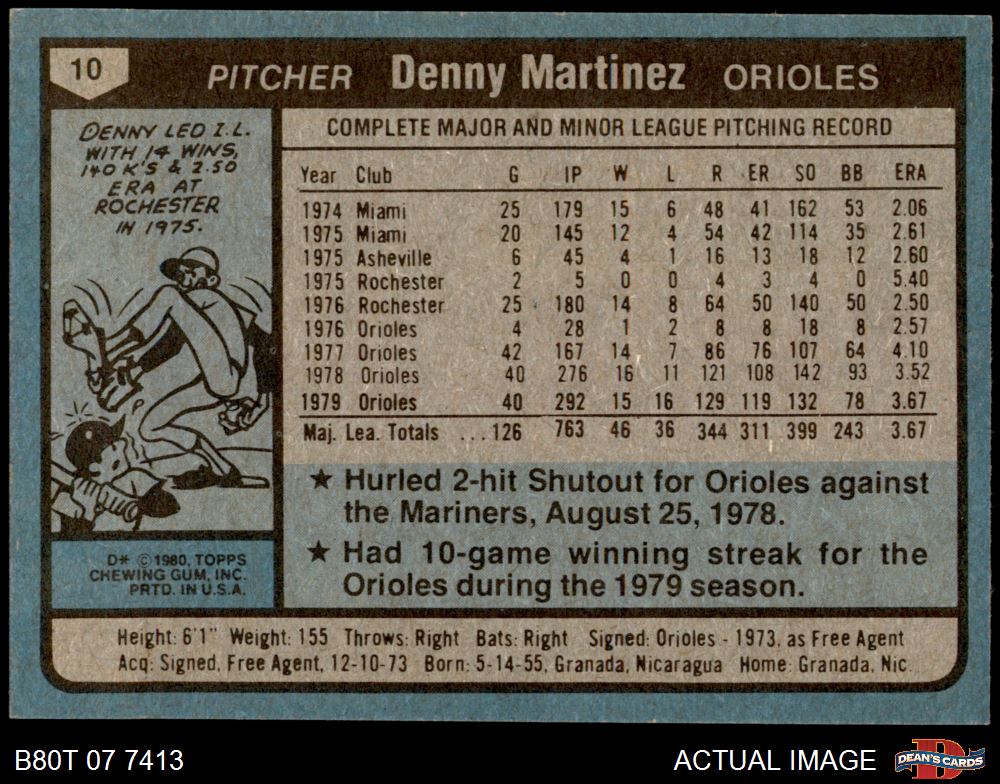 10 PITCHER Denny Martinez ORIOLES
DENNY LED I.L.
WITH 14 WINS,
140 K'S & 2.50
ERA AT
ROCHESTER
IN 1975.
COMPLETE MAJOR AND MINOR LEAGUE PITCHING RECORD
Year Club G IP W L R ER SO BB ERA
1974 Miami 25 179 15 6 48 41 162 53 2.06
1975 Miami 20 145 12 4 54 42 114 35 2.61
1975 Asheville 6 45 4 1 16 13 18 12 2.60
1975 Rochester 2 5 0 0 4 3 4 0 5.40
1976 Rochester 25 180 14 8 64 50 140 50 2.50
1976 Orioles 4 28 1 2 8 8 18 8 2.57
1977 Orioles 42 167 14 7 86 76 107 64 4.10
1978 Orioles 40 276 16 11 121 108 142 93 3.52
1979 Orioles 40 292 15 16 129 119 132 78 3.67
Maj. Lea. Totals ...126 763 46 36 344 311 399 243 3.67
★ Hurled 2-hit Shutout for Orioles against
the Mariners, August 25, 1978.
★ Had 10-game winning streak for the
Orioles during the 1979 season.
D* © 1980, TOPPS
CHEWING GUM, INC.
PRTD. IN U.S.A.
Height: 6'1" Weight: 155 Throws: Right Bats: Right Signed: Orioles - 1973, as Free Agent
Acq: Signed, Free Agent, 12-10-73 Born: 5-14-55, Granada, Nicaragua Home: Granada, Nic.
B80T 07 7413 ACTUAL IMAGE DEAN'S CARDS